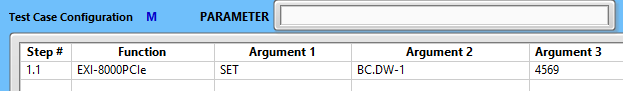 Test Case Configuration M PARAMETER
Step # Function Argument 1 Argument 2 Argument 3
1.1 EXI-8000PCIe SET BC.DW-1 4569